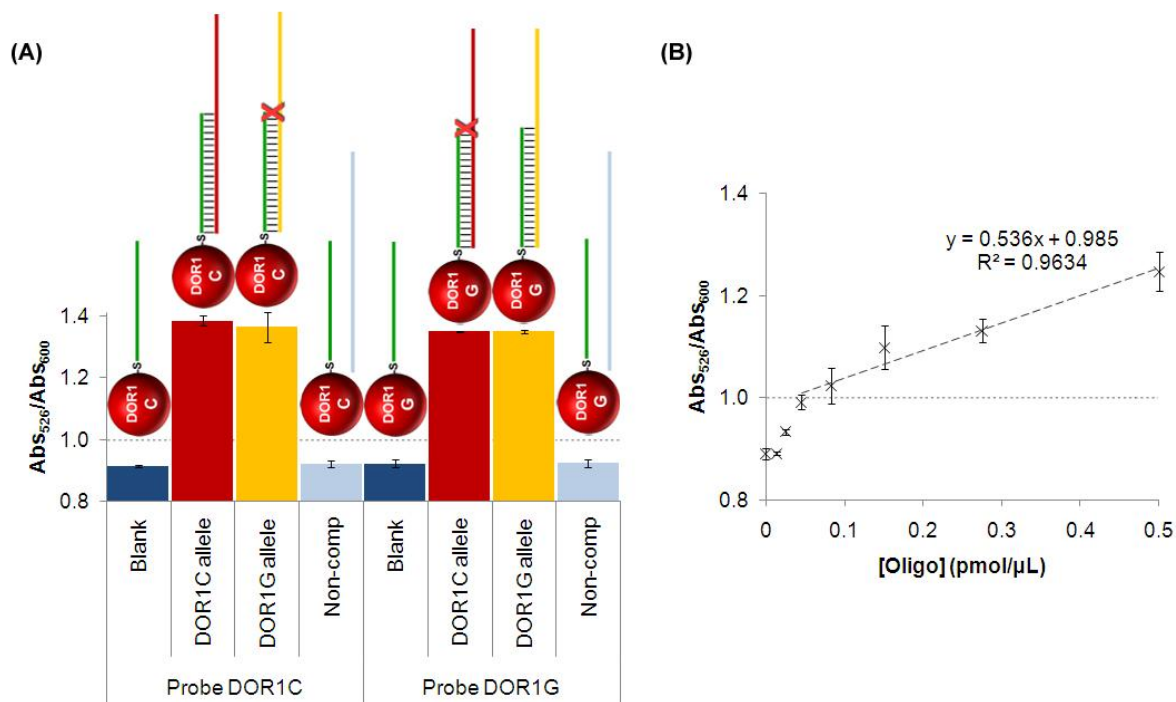 (A)
S
DOR1
C
S
DOR1
C
S
DOR1
C
S
DOR1
C
S
DOR1
G
S
DOR1
G
S
DOR1
G
S
DOR1
G
Abs526/Abs600
1.4
1.2
1.0
0.8
Blank
DOR1C allele
DOR1G allele
Non-comp
Blank
DOR1C allele
DOR1G allele
Non-comp
Probe DOR1C
Probe DOR1G
(B)
Abs526/Abs600
1.4
1.2
1.0
0.8
y = 0.536x + 0.985
R² = 0.9634
0
0.1
0.2
0.3
0.4
0.5
[Oligo] (pmol/µL)